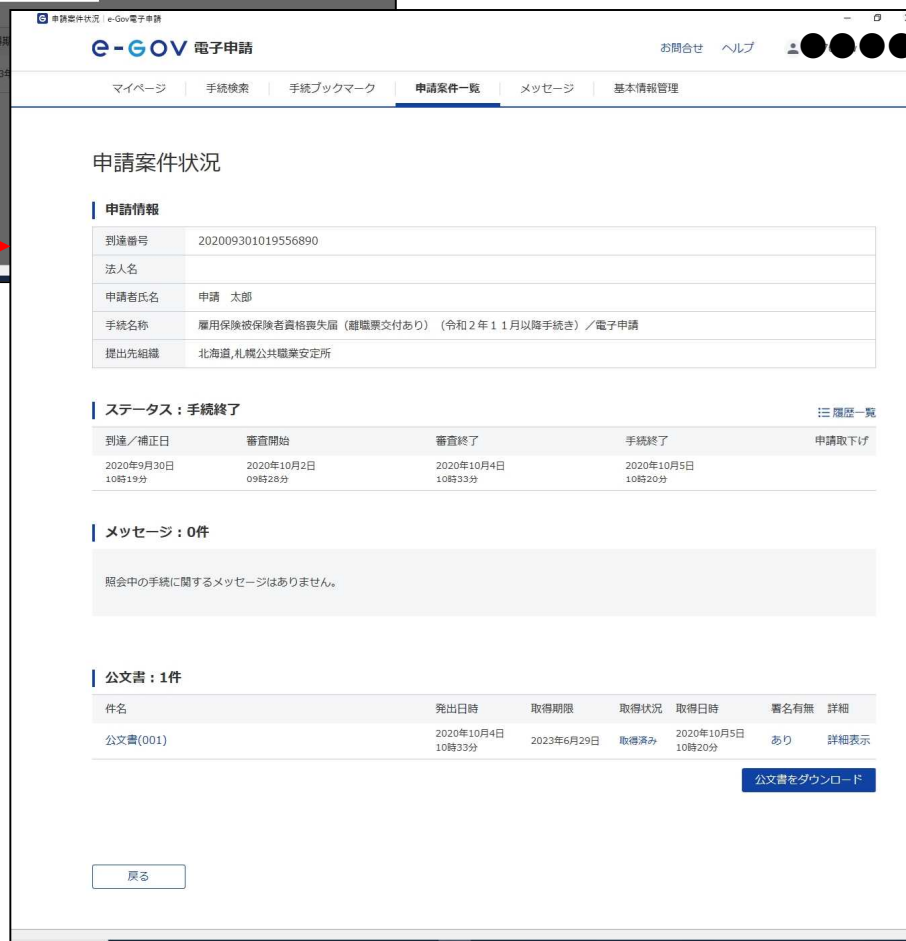 申請案件状況 | e-Gov電子申請
e-GOV 電子申請
お問合せ ヘルプ
マイページ 手続検索 手続ブックマーク 申請案件一覧 メッセージ 基本情報管理
申請案件状況
申請情報
到達番号 202009301019556890
法人名
申請者氏名 申請 太郎
手続名称 雇用保険被保険者資格喪失届（離職票交付あり）（令和２年１１月以降手続き）／電子申請
提出先組織 北海道,札幌公共職業安定所
ステータス：手続終了 履歴一覧
到達／補正日 審査開始 審査終了 手続終了 申請取下げ
2020年9月30日 2020年10月2日 2020年10月4日 2020年10月5日
10時19分 09時28分 10時33分 10時20分
メッセージ：0件
照会中の手続に関するメッセージはありません。
公文書：1件
件名 発出日時 取得期限 取得状況 取得日時 署名有無 詳細
公文書(001) 2020年10月4日 10時33分 2023年6月29日 取得済み 2020年10月5日 10時20分 あり 詳細表示
公文書をダウンロード
戻る